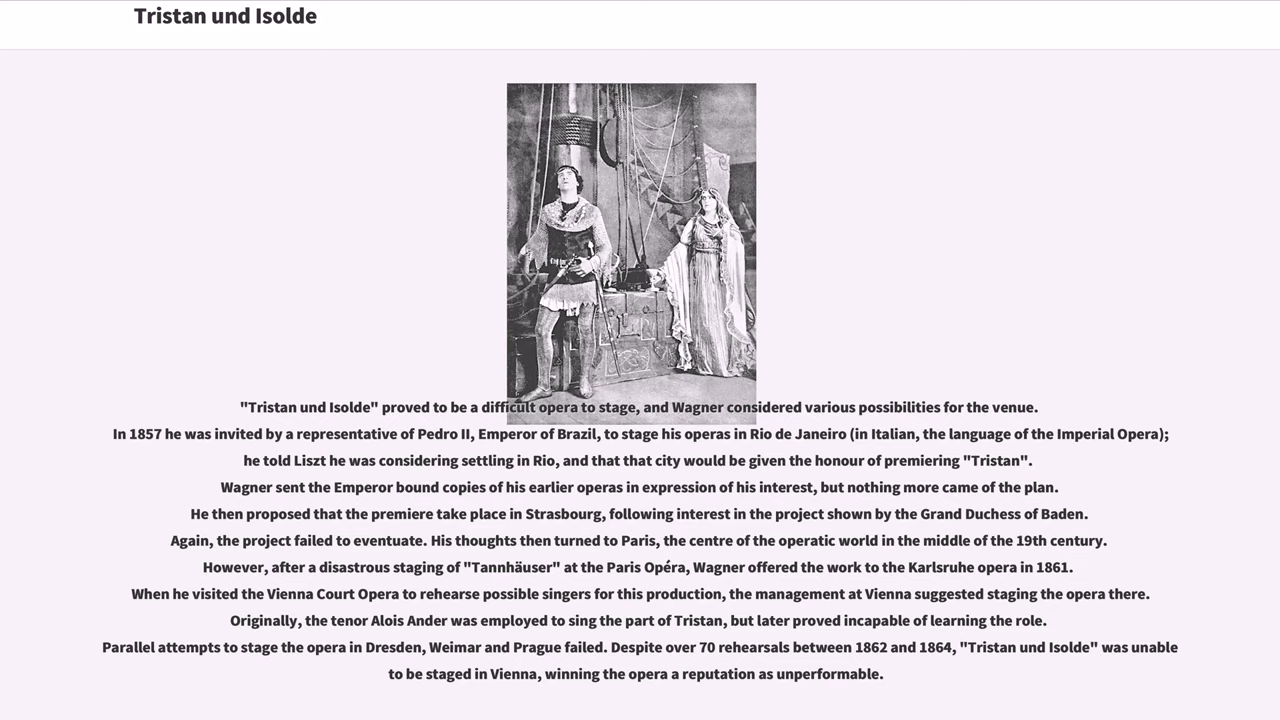 Tristan und Isolde
"Tristan und Isolde" proved to be a difficult opera to stage, and Wagner considered various possibilities for the venue.
In 1857 he was invited by a representative of Pedro II, Emperor of Brazil, to stage his operas in Rio de Janeiro (in Italian, the language of the Imperial Opera);
he told Liszt he was considering settling in Rio, and that that city would be given the honour of premiering "Tristan".
Wagner sent the Emperor bound copies of his earlier operas in expression of his interest, but nothing more came of the plan.
He then proposed that the premiere take place in Strasbourg, following interest in the project shown by the Grand Duchess of Baden.
Again, the project failed to eventuate. His thoughts then turned to Paris, the centre of the operatic world in the middle of the 19th century.
However, after a disastrous staging of "Tannhäuser" at the Paris Opéra, Wagner offered the work to the Karlsruhe opera in 1861.
When he visited the Vienna Court Opera to rehearse possible singers for this production, the management at Vienna suggested staging the opera there.
Originally, the tenor Alois Ander was employed to sing the part of Tristan, but later proved incapable of learning the role.
Parallel attempts to stage the opera in Dresden, Weimar and Prague failed. Despite over 70 rehearsals between 1862 and 1864, "Tristan und Isolde" was unable
to be staged in Vienna, winning the opera a reputation as unperformable.